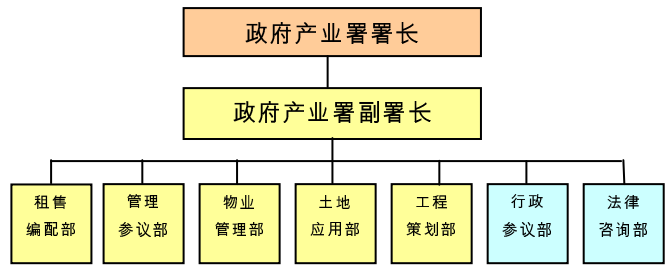 政府产业署署长
政府产业署副署长
租售
编配部
管理
参议部
物业
管理部
土地
应用部
工程
策划部
行政
参议部
法律
咨询部